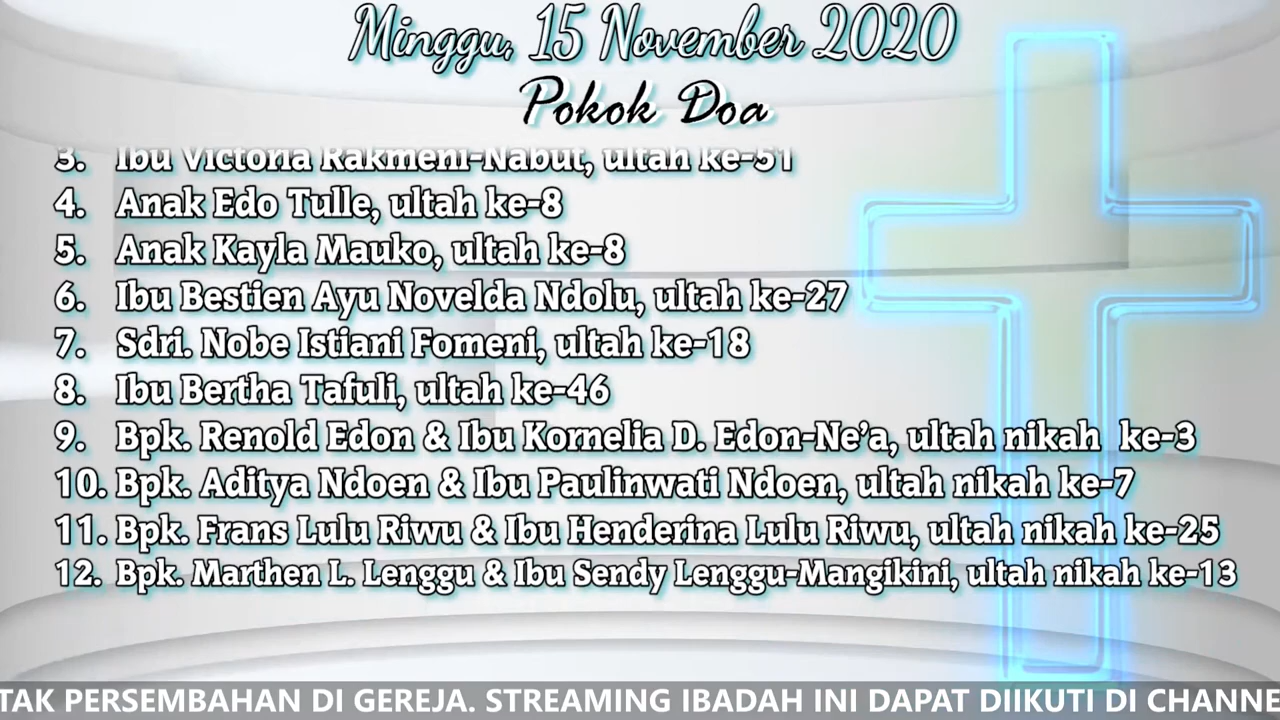 Minggu, 15 November 2020
Pokok Doa
3. Ibu Victoria Rakmeni-Nabut, ultah ke-51
4. Anak Edo Tulle, ultah ke-8
5. Anak Kayla Mauko, ultah ke-8
6. Ibu Bestien Ayu Novelda Ndolu, ultah ke-27
7. Sdri. Nobe Istiani Fomeni, ultah ke-18
8. Ibu Bertha Tafuli, ultah ke-46
9. Bpk. Renold Edon & Ibu Kornelia D. Edon-Ne’a, ultah nikah ke-3
10. Bpk. Aditya Ndoen & Ibu Paulinwati Ndoen, ultah nikah ke-7
11. Bpk. Frans Lulu Riwu & Ibu Henderina Lulu Riwu, ultah nikah ke-25
12. Bpk. Marthen L. Lenggu & Ibu Sendy Lenggu-Mangikini, ultah nikah ke-13
TAK PERSEMBAHAN DI GEREJA. STREAMING IBADAH INI DAPAT DIIKUTI DI CHANNE